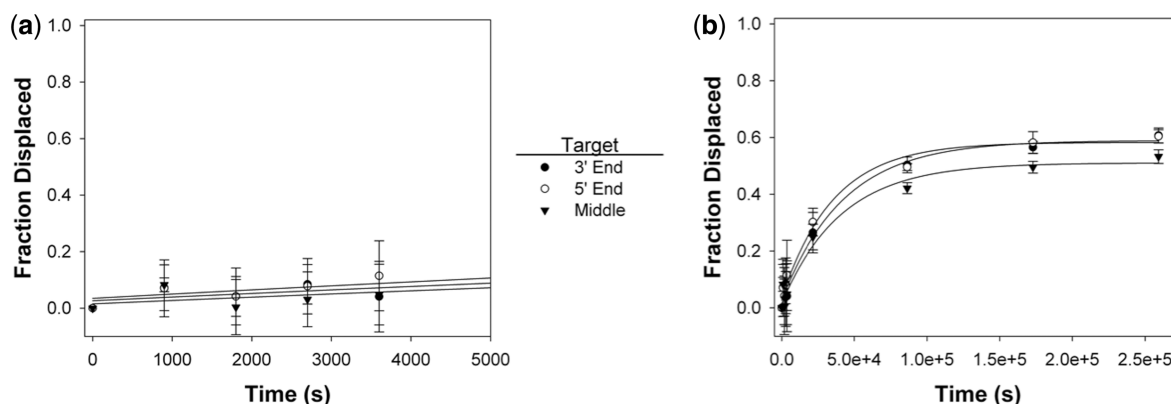 (a)
1.0
0.8
0.6
0.4
0.2
0.0
Fraction Displaced
0 1000 2000 3000 4000 5000
Time (s)
Target
3' End
5' End
Middle
(b)
1.0
0.8
0.6
0.4
0.2
0.0
Fraction Displaced
0.0 5.0e+4 1.0e+5 1.5e+5 2.0e+5 2.5e+5
Time (s)